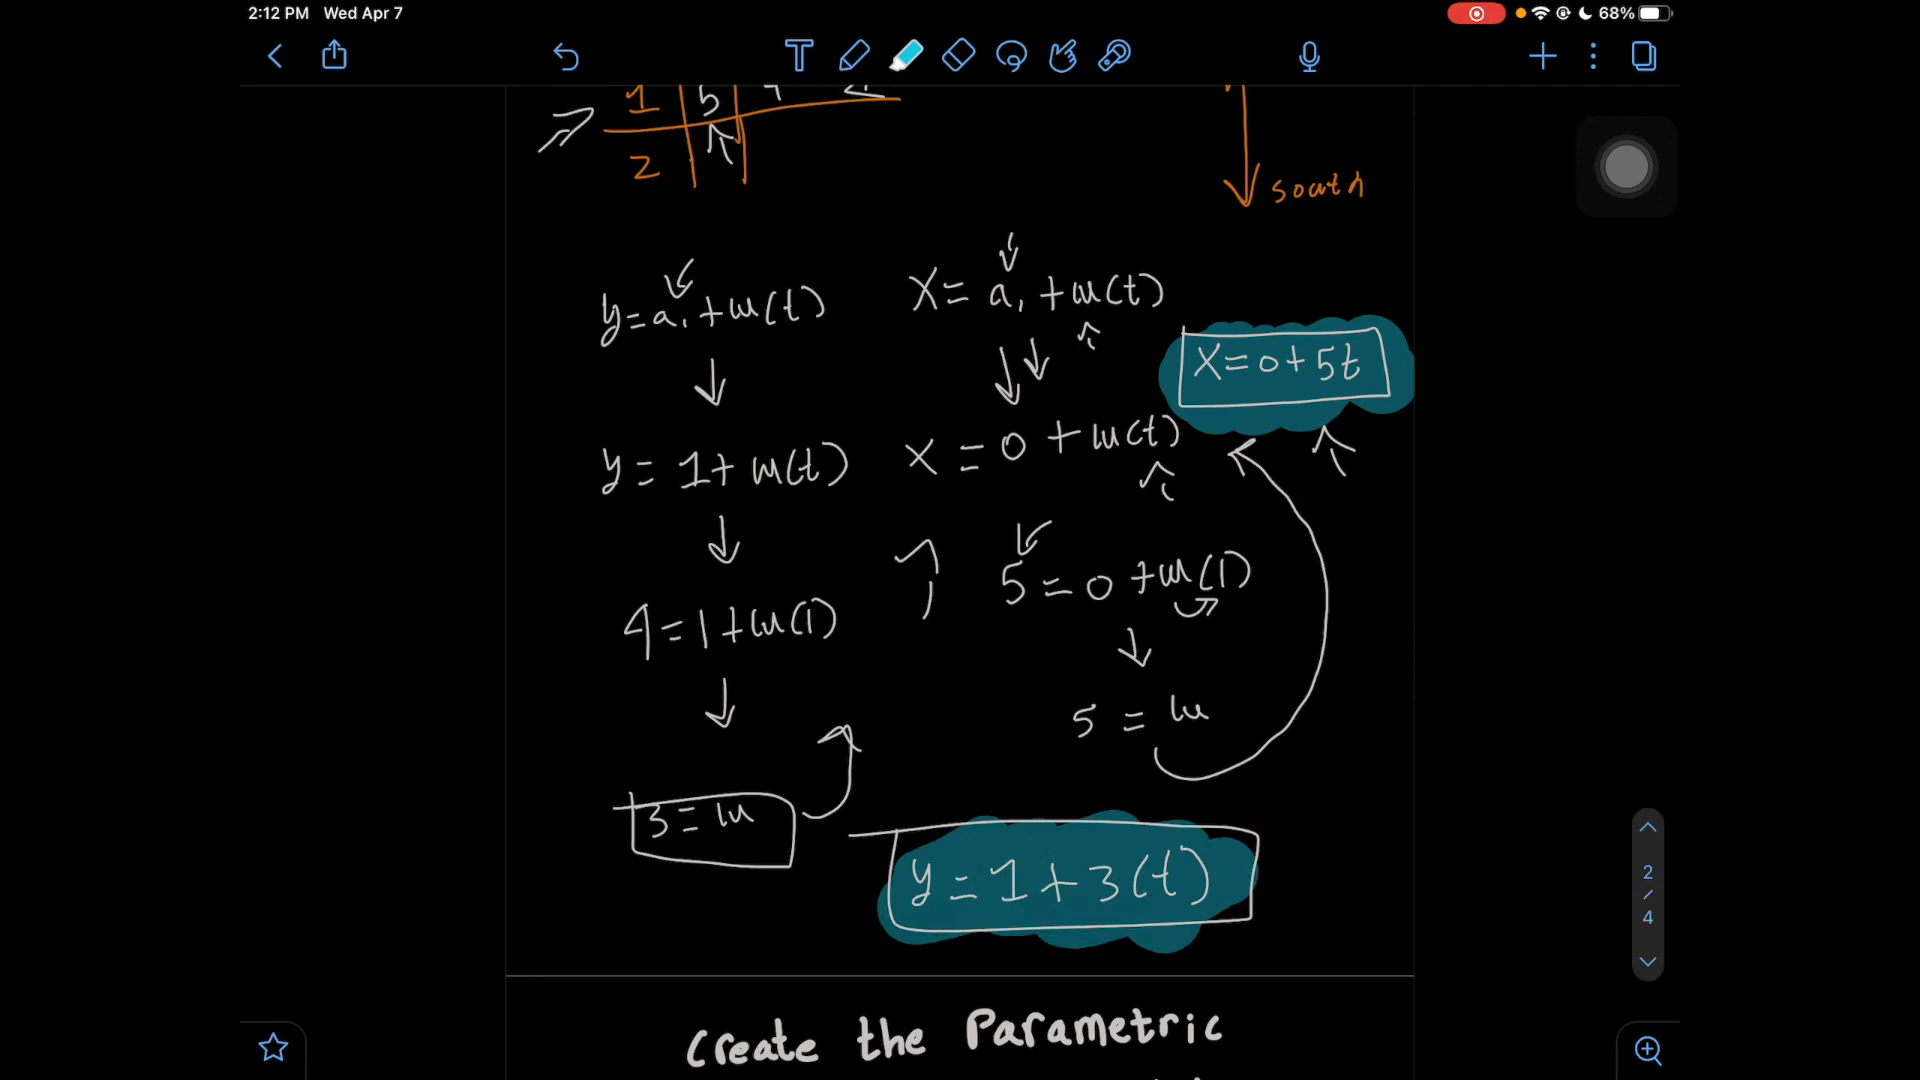 2:12 PM Wed Apr 7
68%
T
1 5
2
south
y=a₁+m(t)
X=a₁+m(t)
X=0+5t
y=1+m(t)
x=0+m(t)
4=1+m(1)
5=0+m(1)
5=m
3=m
y=1+3(t)
2
/
4
Create the Parametric